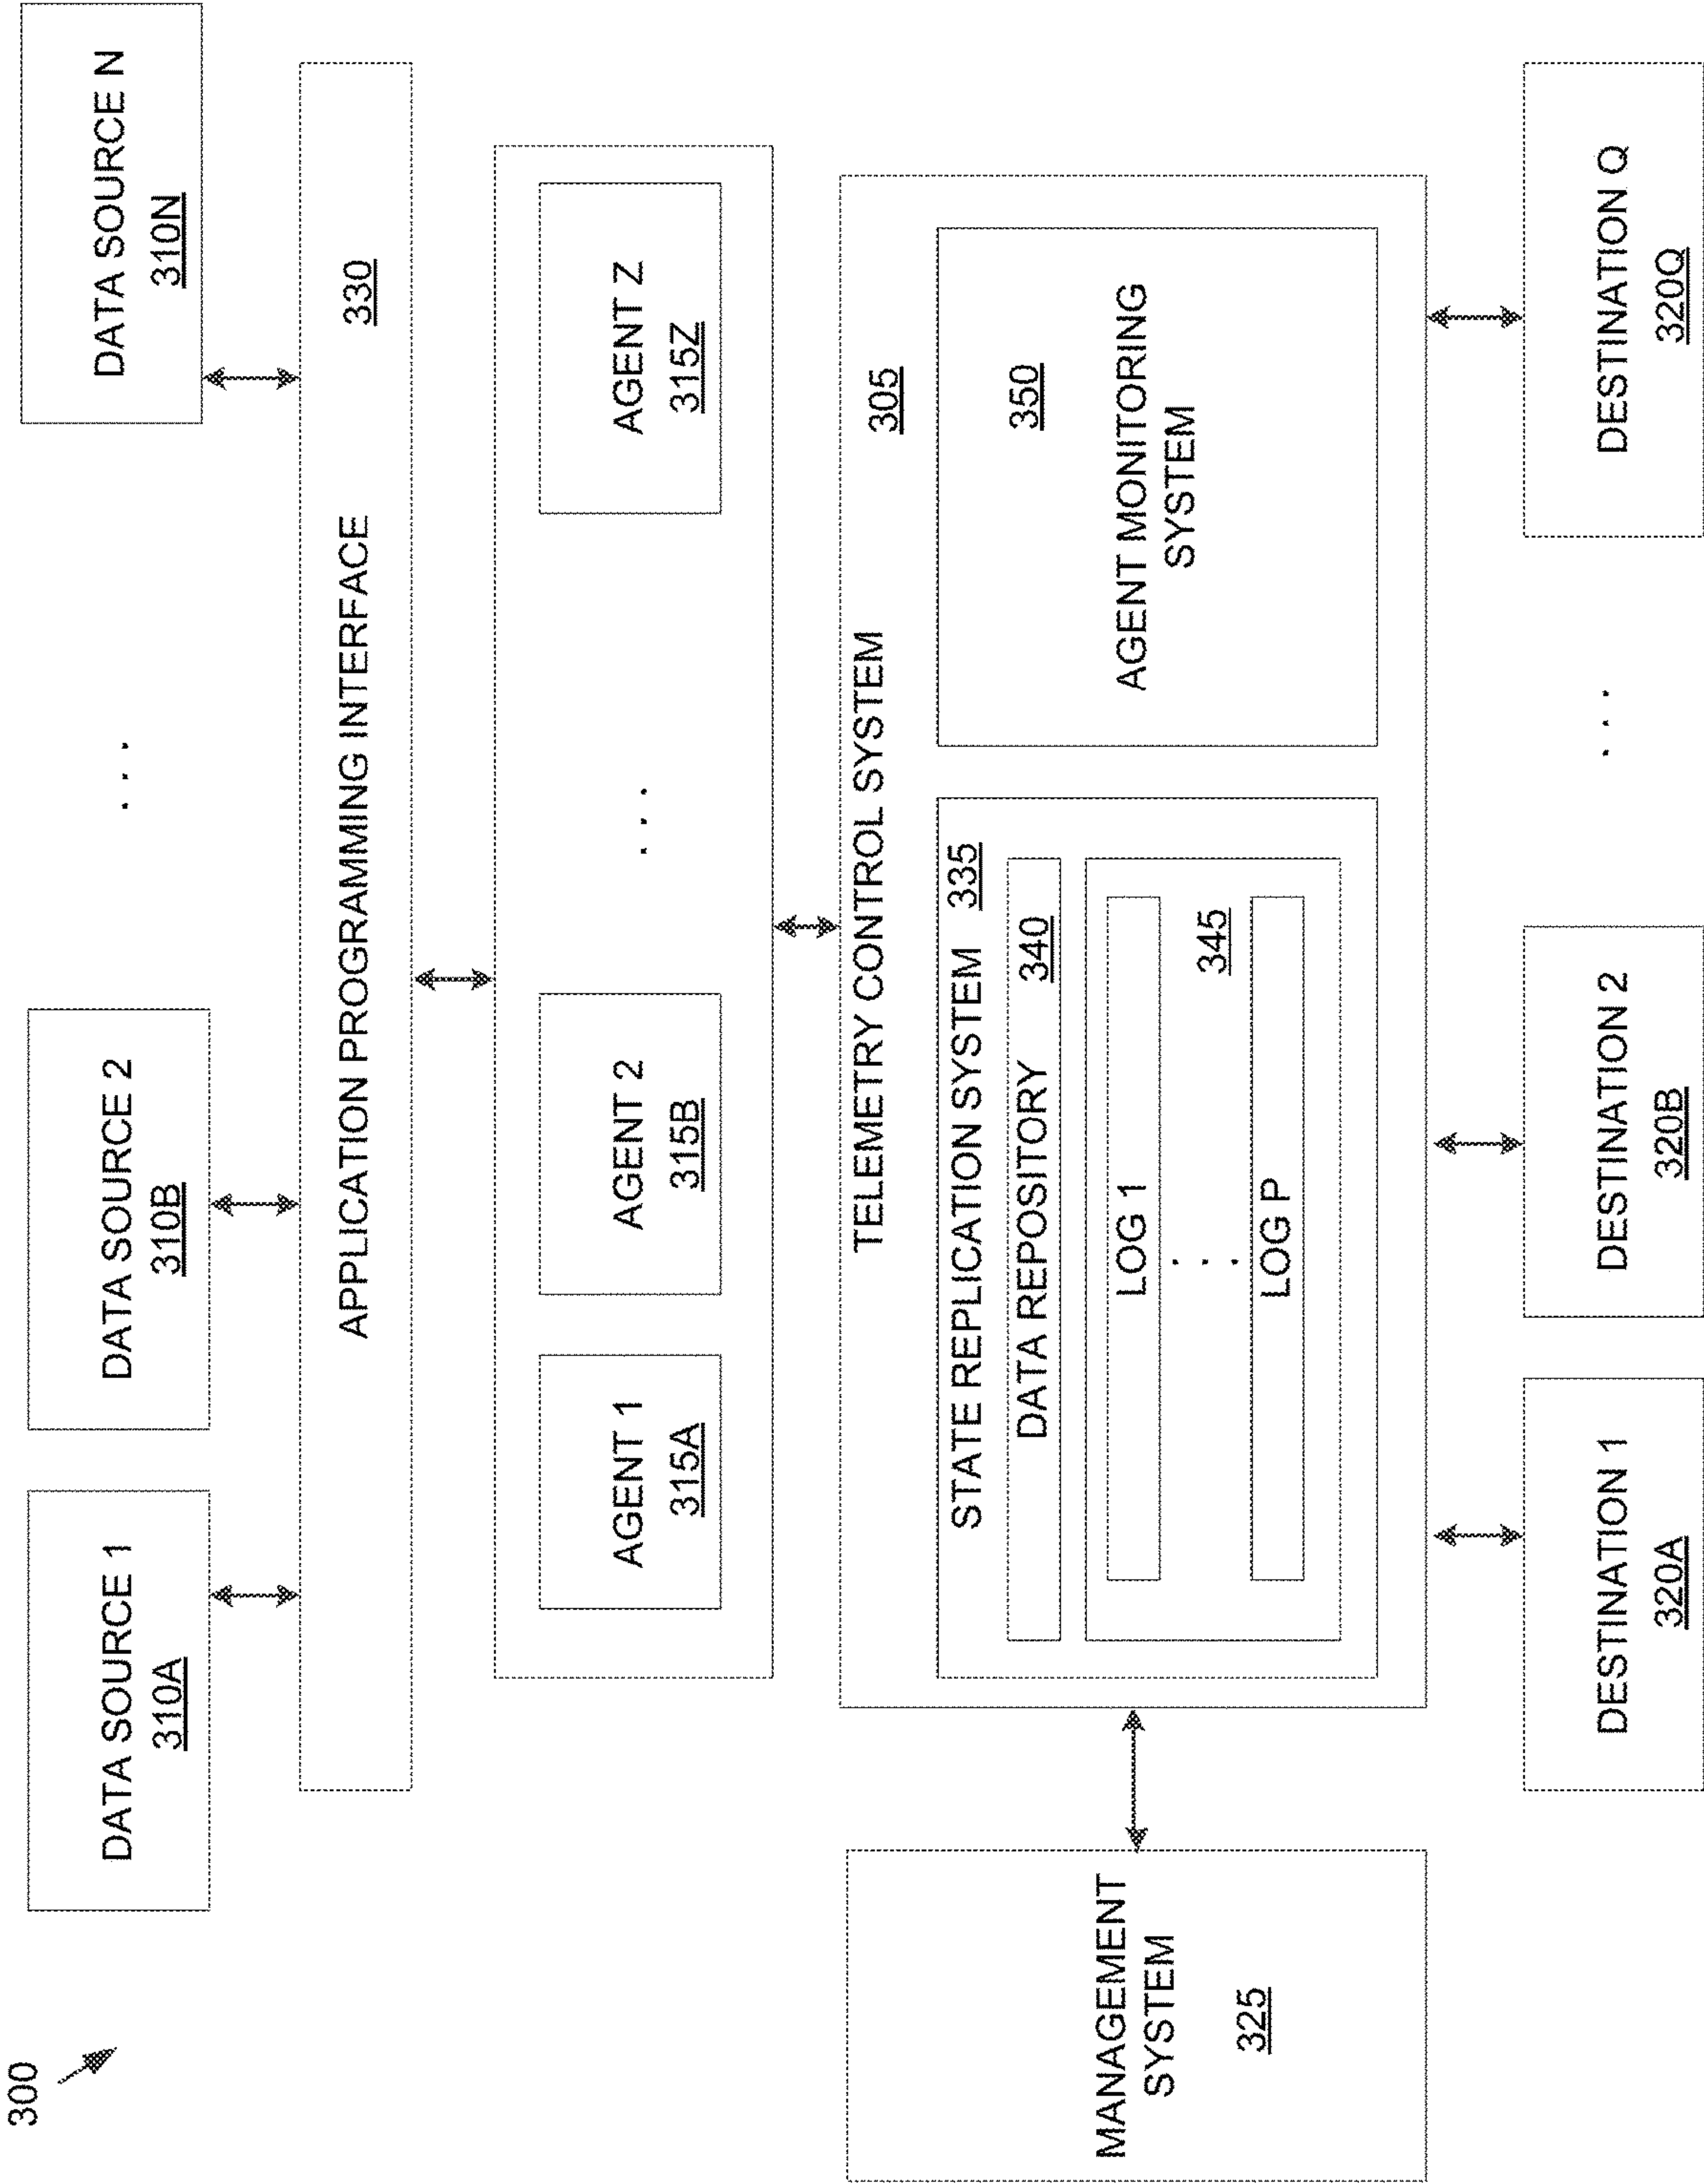 300
DATA SOURCE 1
310A
DATA SOURCE 2
310B
. . .
DATA SOURCE N
310N
APPLICATION PROGRAMMING INTERFACE
330
AGENT 1
315A
AGENT 2
315B
. . .
AGENT Z
315Z
TELEMETRY CONTROL SYSTEM
305
STATE REPLICATION SYSTEM 335
DATA REPOSITORY 340
LOG 1
. . .
345
LOG P
350
AGENT MONITORING
SYSTEM
MANAGEMENT
SYSTEM
325
DESTINATION 1
320A
DESTINATION 2
320B
. . .
DESTINATION Q
320Q